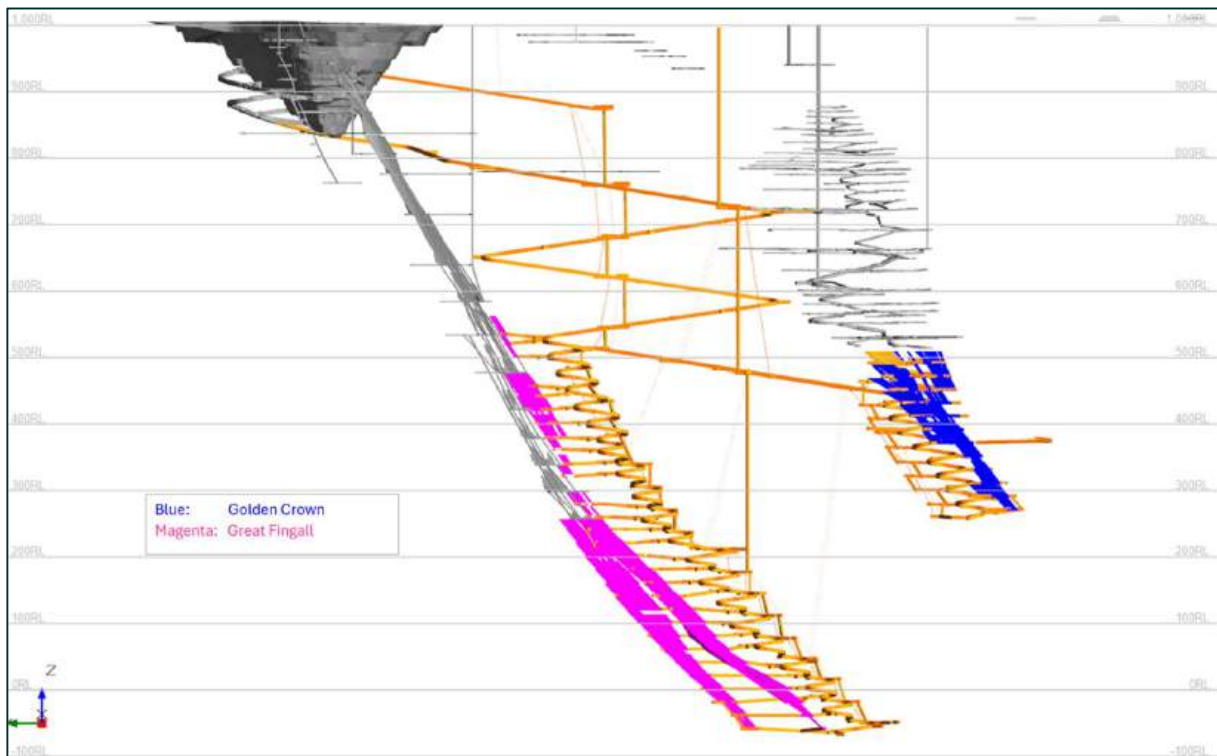 1,000RL 1,000RL
900RL 900RL
800RL 800RL
700RL 700RL
600RL 600RL
500RL 500RL
400RL 400RL
300RL 300RL
Blue: Golden Crown
Magenta: Great Fingall
200RL 200RL
100RL 100RL
Z
0RL 0RL
-100RL -100RL